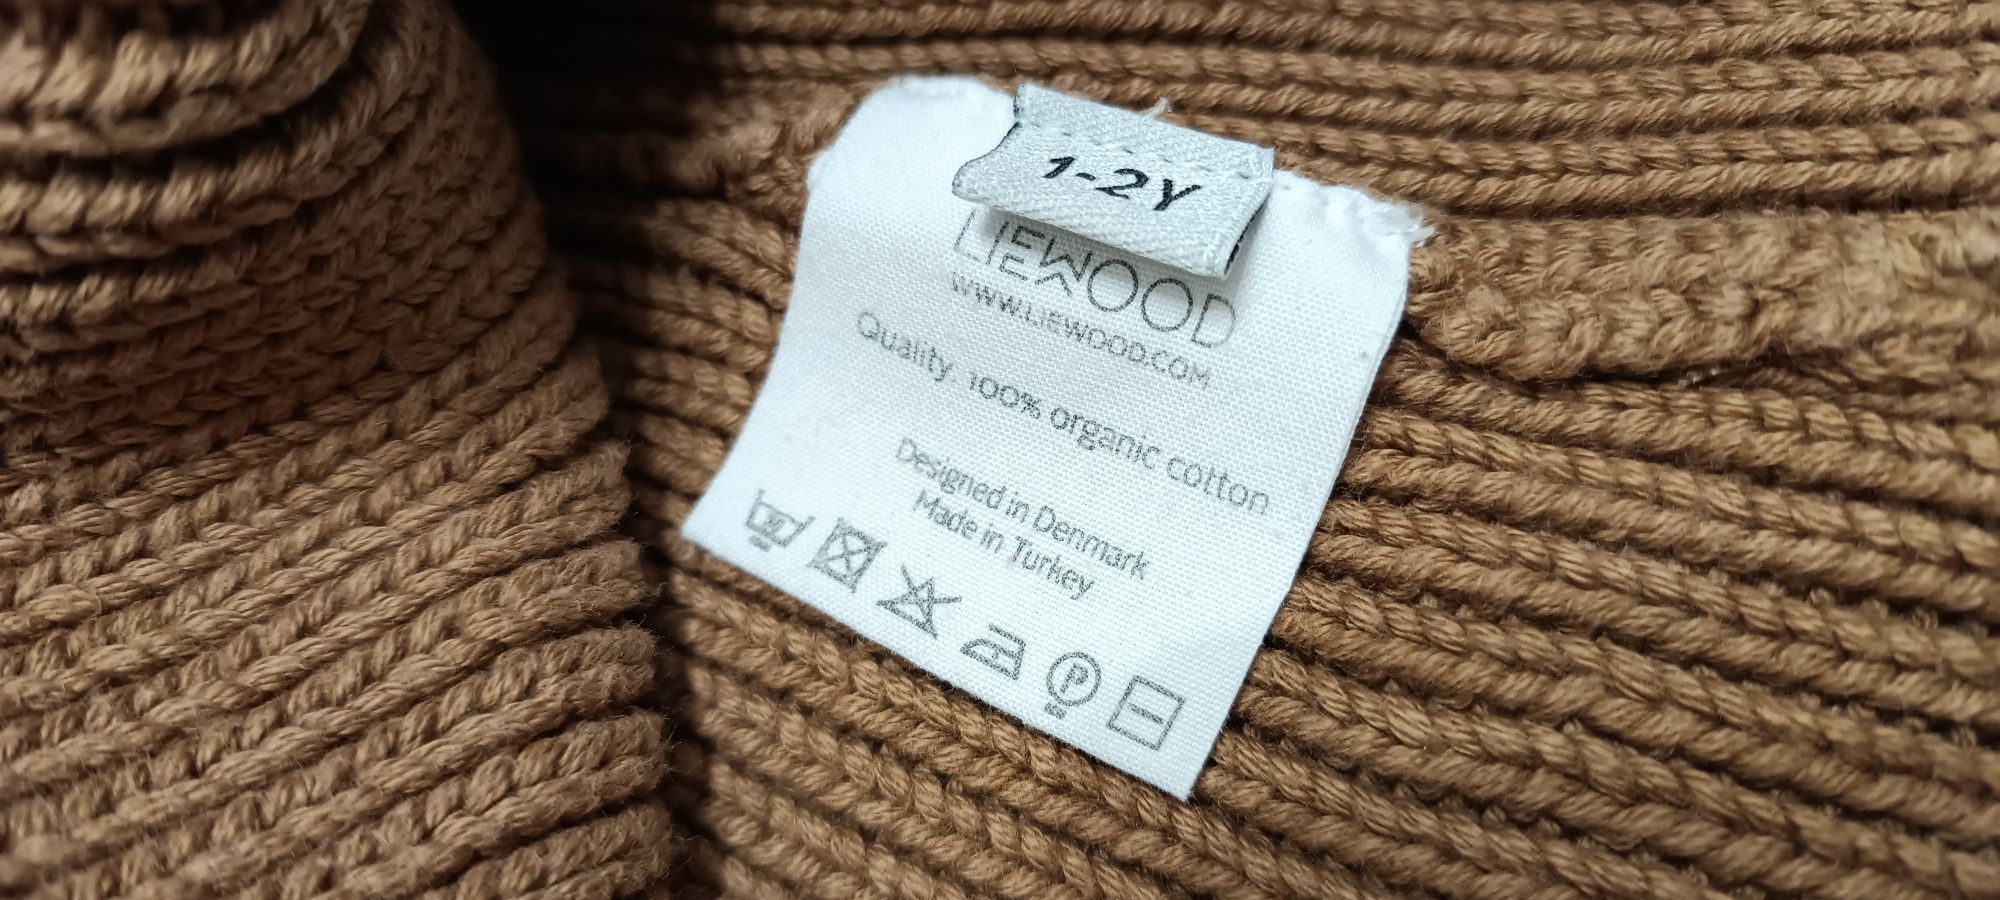 1-2Y
LIEWOOD
WWW.LIEWOOD.COM
Quality. 100% organic cotton
Designed in Denmark
Made in Turkey
P